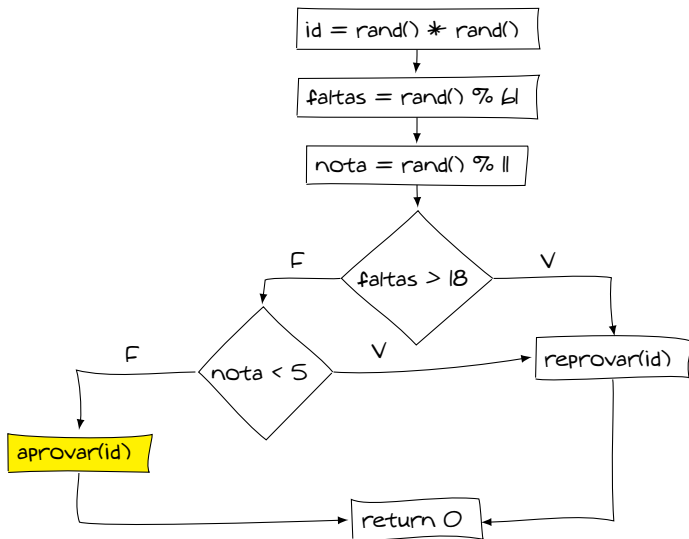 id = rand() * rand()
faltas = rand() % 61
nota = rand() % 11
faltas > 18
F
V
nota < 5
F
V
reprovar(id)
aprovar(id)
return 0